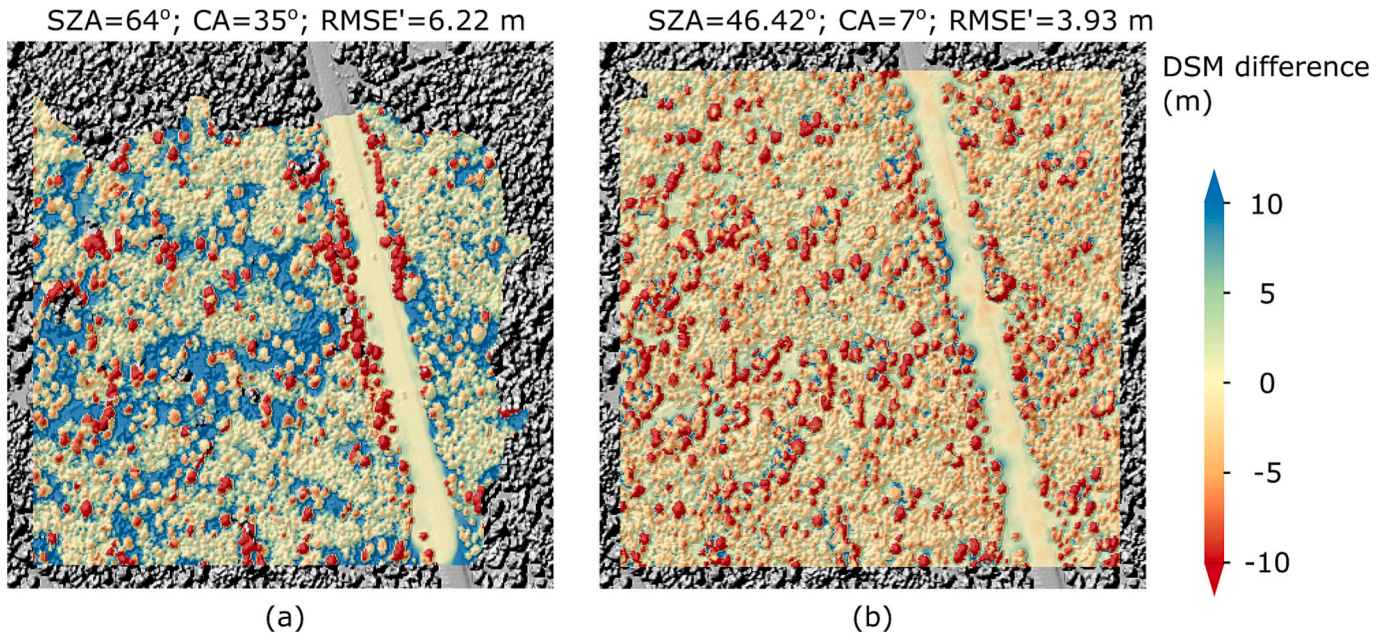 SZA=64°; CA=35°; RMSE'=6.22 m
SZA=46.42°; CA=7°; RMSE'=3.93 m
DSM difference
(m)
10
5
0
-5
-10
(a)
(b)